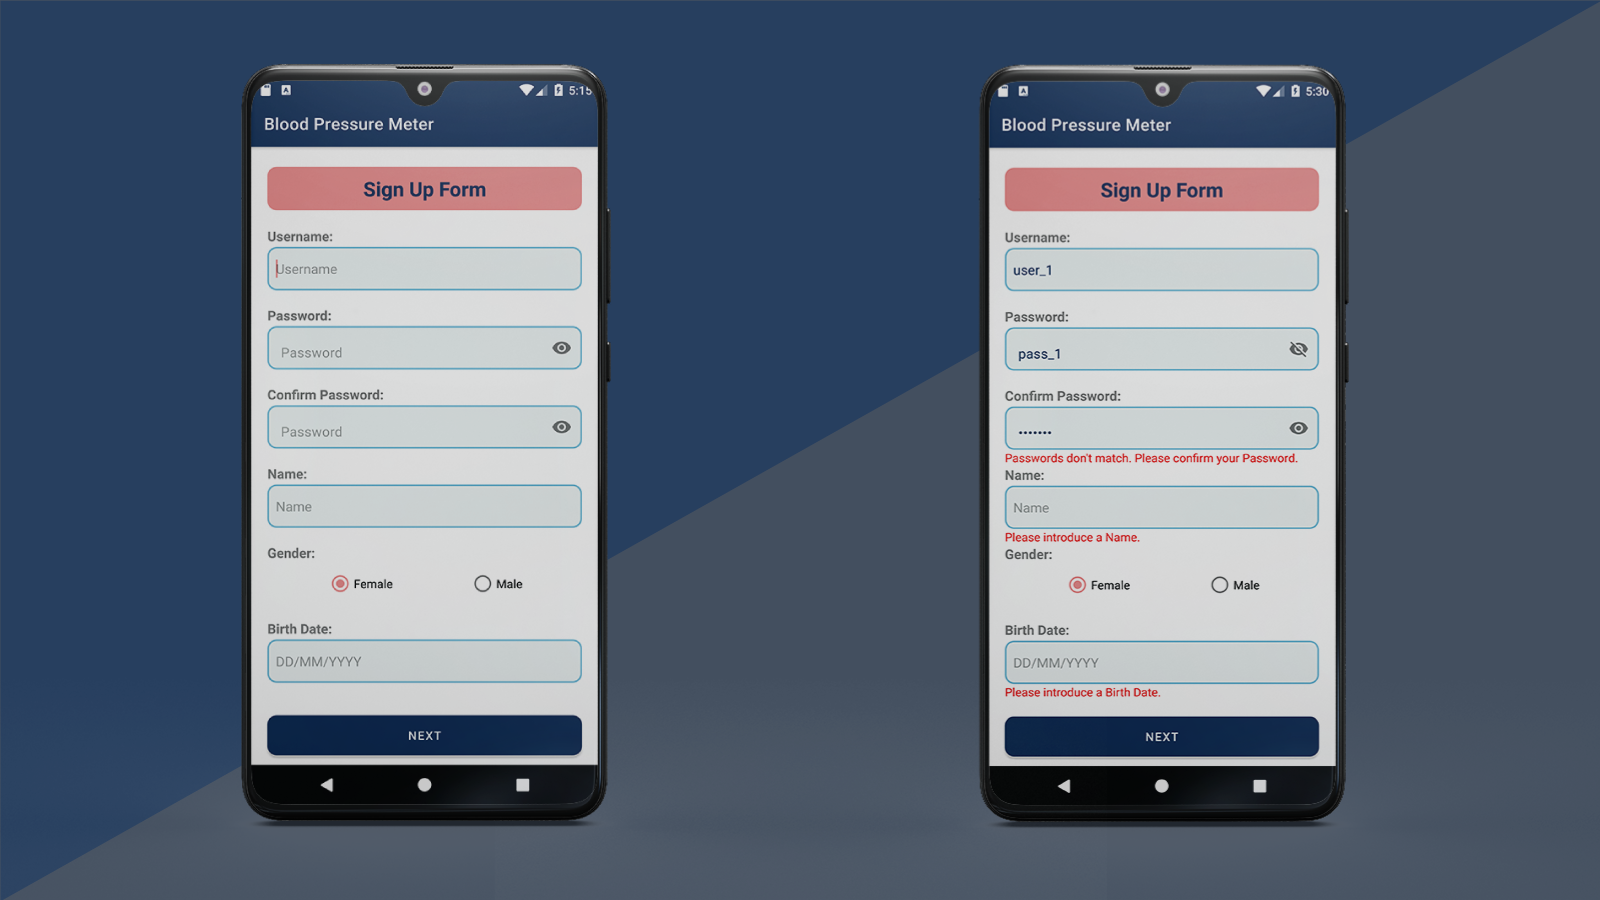 5:15
Blood Pressure Meter
Sign Up Form
Username:
Username
Password:
Password
Confirm Password:
Password
Name:
Name
Gender:
Female Male
Birth Date:
DD/MM/YYYY
NEXT
5:30
Blood Pressure Meter
Sign Up Form
Username:
user_1
Password:
pass_1
Confirm Password:
•••••••
Passwords don't match. Please confirm your Password.
Name:
Name
Please introduce a Name.
Gender:
Female Male
Birth Date:
DD/MM/YYYY
Please introduce a Birth Date.
NEXT